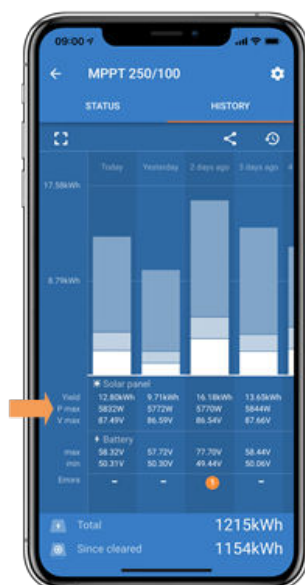 09:00
MPPT 250/100
STATUS HISTORY
Today Yesterday 2 days ago 3 days ago 4
17.58kWh
8.79kWh
Solar panel
Yield 12.80kWh 9.71kWh 16.18kWh 13.65kWh
P max 5832W 5772W 5770W 5844W
V max 87.49V 86.59V 86.54V 87.66V
Battery
max 58.32V 57.72V 77.70V 58.44V
min 50.31V 50.30V 49.44V 50.06V
Errors - - 1 -
Total 1215kWh
Since cleared 1154kWh